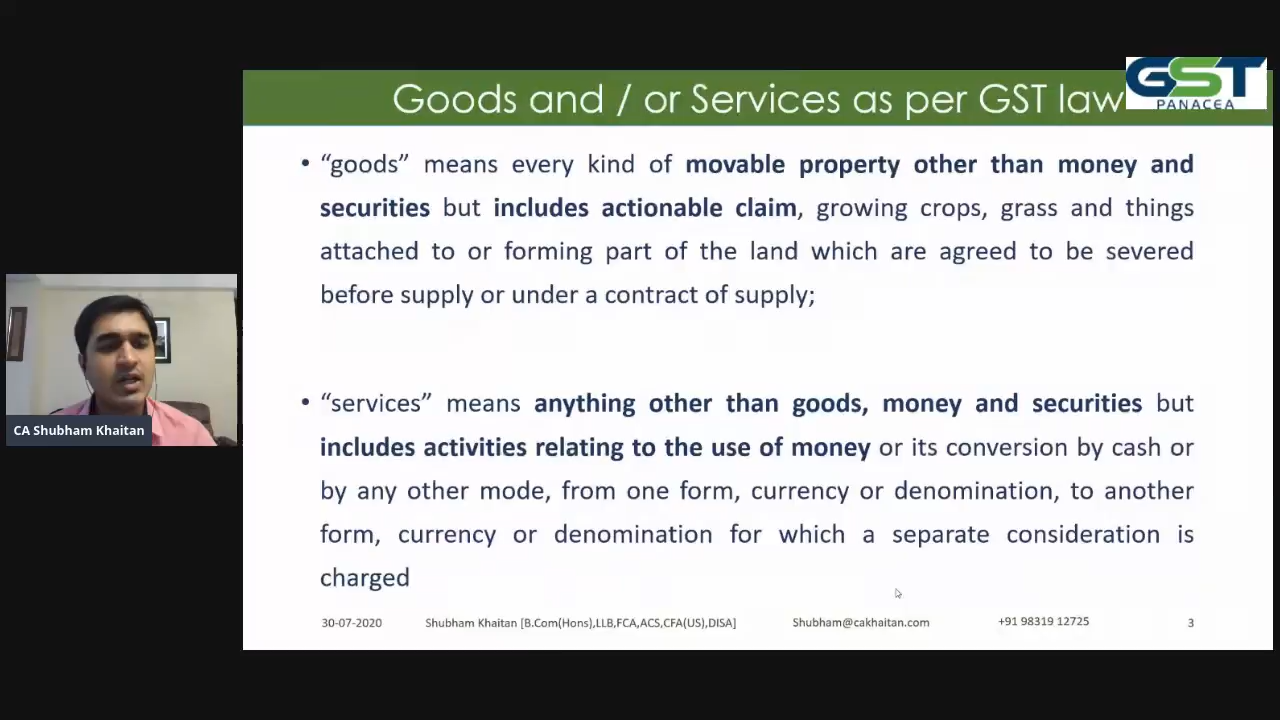 Goods and / or Services as per GST law
GST
PANACEA
• “goods” means every kind of movable property other than money and
securities but includes actionable claim, growing crops, grass and things
attached to or forming part of the land which are agreed to be severed
before supply or under a contract of supply;
• “services” means anything other than goods, money and securities but
includes activities relating to the use of money or its conversion by cash or
by any other mode, from one form, currency or denomination, to another
form, currency or denomination for which a separate consideration is
charged
CA Shubham Khaitan
30-07-2020 Shubham Khaitan [B.Com(Hons),LLB,FCA,ACS,CFA(US),DISA] Shubham@cakhaitan.com +91 98319 12725 3